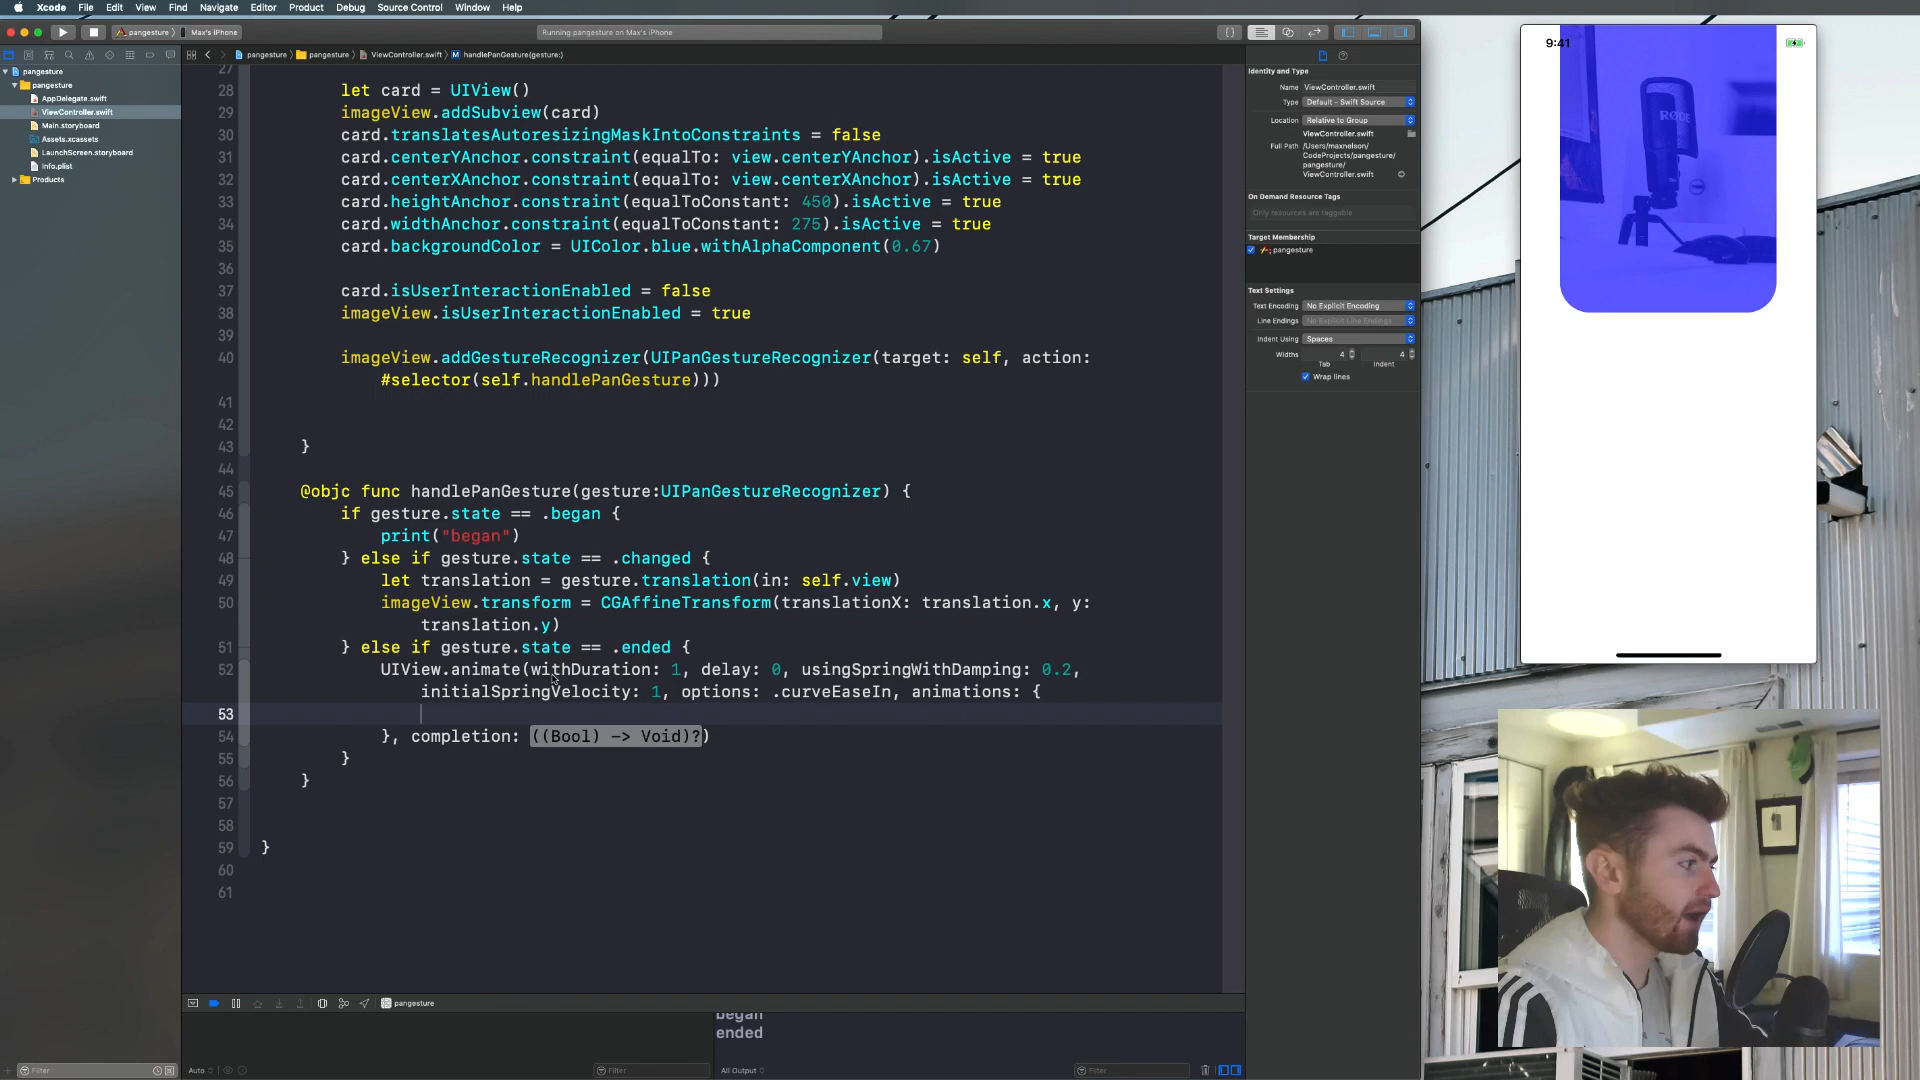 Xcode File Edit View Find Navigate Editor Product Debug Source Control Window Help
pangesture Max's iPhone
Running pangesture on Max's iPhone
pangesture pangesture ViewController.swift M handlePanGesture(gesture:)
pangesture
pangesture
AppDelegate.swift
ViewController.swift
Main.storyboard
Assets.xcassets
LaunchScreen.storyboard
Info.plist
Products
27
28 let card = UIView()
29 imageView.addSubview(card)
30 card.translatesAutoresizingMaskIntoConstraints = false
31 card.centerYAnchor.constraint(equalTo: view.centerYAnchor).isActive = true
32 card.centerXAnchor.constraint(equalTo: view.centerXAnchor).isActive = true
33 card.heightAnchor.constraint(equalToConstant: 450).isActive = true
34 card.widthAnchor.constraint(equalToConstant: 275).isActive = true
35 card.backgroundColor = UIColor.blue.withAlphaComponent(0.67)
36
37 card.isUserInteractionEnabled = false
38 imageView.isUserInteractionEnabled = true
39
40 imageView.addGestureRecognizer(UIPanGestureRecognizer(target: self, action:
#selector(self.handlePanGesture)))
41
42
43 }
44
45 @objc func handlePanGesture(gesture:UIPanGestureRecognizer) {
46 if gesture.state == .began {
47 print("began")
48 } else if gesture.state == .changed {
49 let translation = gesture.translation(in: self.view)
50 imageView.transform = CGAffineTransform(translationX: translation.x, y:
translation.y)
51 } else if gesture.state == .ended {
52 UIView.animate(withDuration: 1, delay: 0, usingSpringWithDamping: 0.2,
initialSpringVelocity: 1, options: .curveEaseIn, animations: {
53
54 }, completion: ((Bool) -> Void)?)
55 }
56 }
57
58
59 }
60
61
Identity and Type
Name ViewController.swift
Type Default - Swift Source
Location Relative to Group
ViewController.swift
Full Path /Users/maxnelson/
CodeProjects/pangesture/
pangesture/
ViewController.swift
On Demand Resource Tags
Only resources are taggable
Target Membership
pangesture
Text Settings
Text Encoding No Explicit Encoding
Line Endings No Explicit Line Endings
Indent Using Spaces
Widths 4 4
Tab Indent
Wrap lines
9:41
RØDE
pangesture
began
ended
Filter
Auto
Filter
All Output
Filter